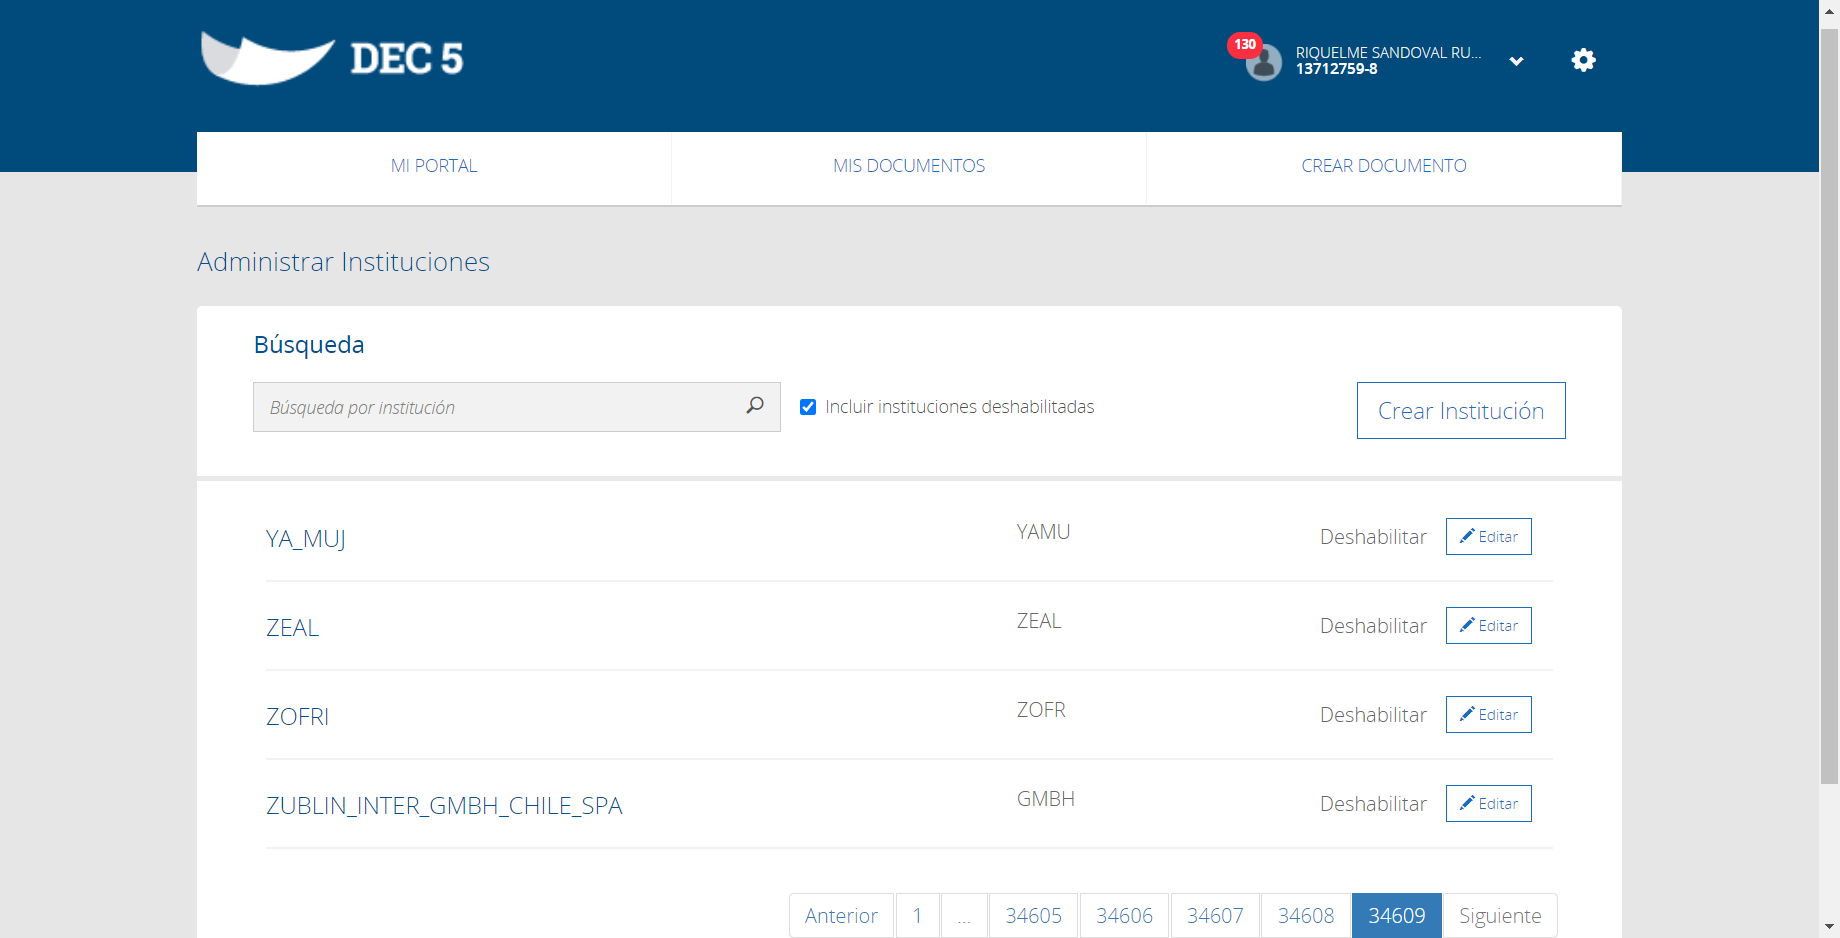 DEC 5
130
RIQUELME SANDOVAL RU...
13712759-8
MI PORTAL
MIS DOCUMENTOS
CREAR DOCUMENTO
Administrar Instituciones
Búsqueda
Búsqueda por institución
Incluir instituciones deshabilitadas
Crear Institución
YA_MUJ YAMU Deshabilitar Editar
ZEAL ZEAL Deshabilitar Editar
ZOFRI ZOFR Deshabilitar Editar
ZUBLIN_INTER_GMBH_CHILE_SPA GMBH Deshabilitar Editar
Anterior 1 ... 34605 34606 34607 34608 34609 Siguiente